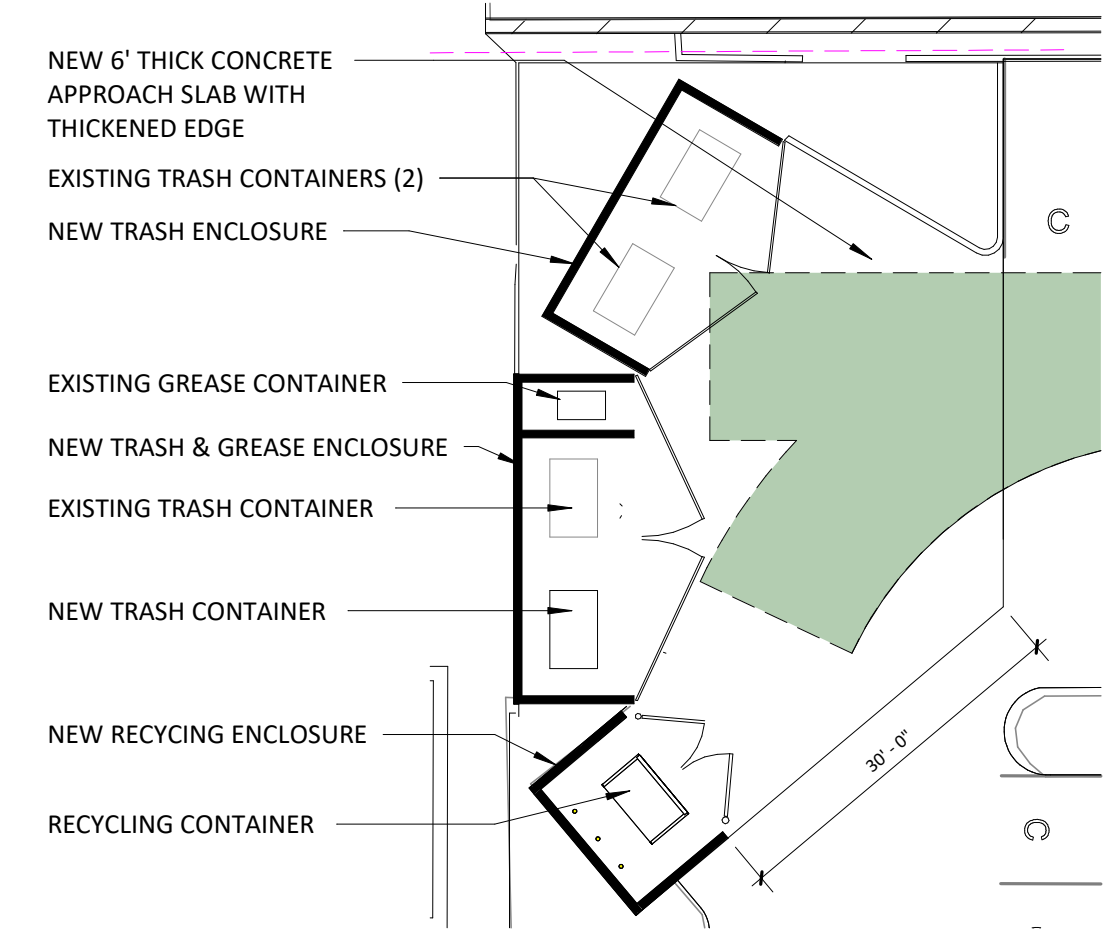 NEW 6' THICK CONCRETE
APPROACH SLAB WITH
THICKENED EDGE
EXISTING TRASH CONTAINERS (2)
NEW TRASH ENCLOSURE
C
EXISTING GREASE CONTAINER
NEW TRASH & GREASE ENCLOSURE
EXISTING TRASH CONTAINER
NEW TRASH CONTAINER
NEW RECYCING ENCLOSURE
30' - 0"
RECYCLING CONTAINER
C